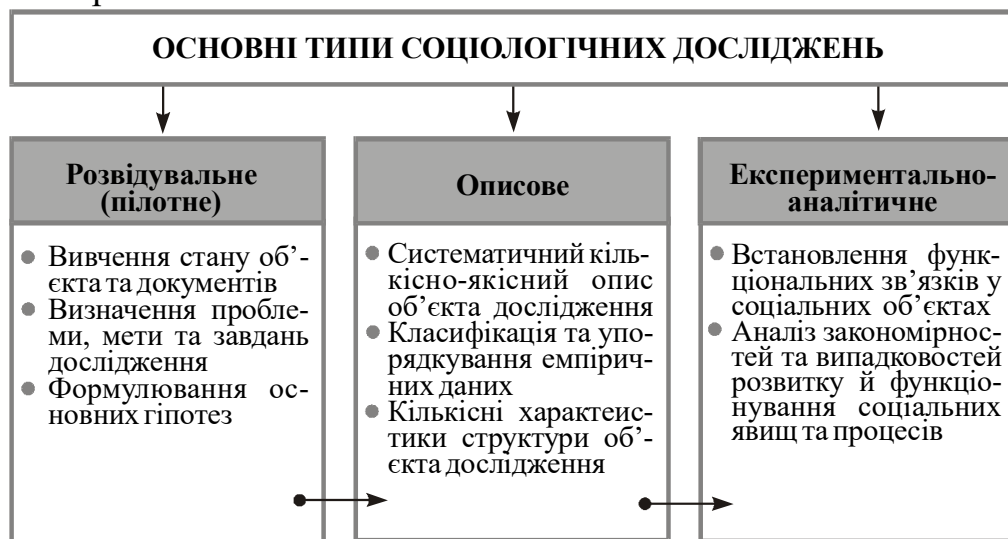 ОСНОВНІ ТИПИ СОЦІОЛОГІЧНИХ ДОСЛІДЖЕНЬ
Розвідувальне
(пілотне)
● Вивчення стану об’-
єкта та документів
● Визначення пробле-
ми, мети та завдань
дослідження
● Формулювання ос-
новних гіпотез
Описове
● Систематичний кіль-
кісно-якісний опис
об’єкта дослідження
● Класифікація та упо-
рядкування емпірич-
них даних
● Кількісні характеис-
тики структури об’-
єкта дослідження
Експериментально-
аналітичне
● Встановлення функ-
ціональних зв’язків у
соціальних об’єктах
● Аналіз закономірнос-
тей та випадковостей
розвитку й функціо-
нування соціальних
явищ та процесів